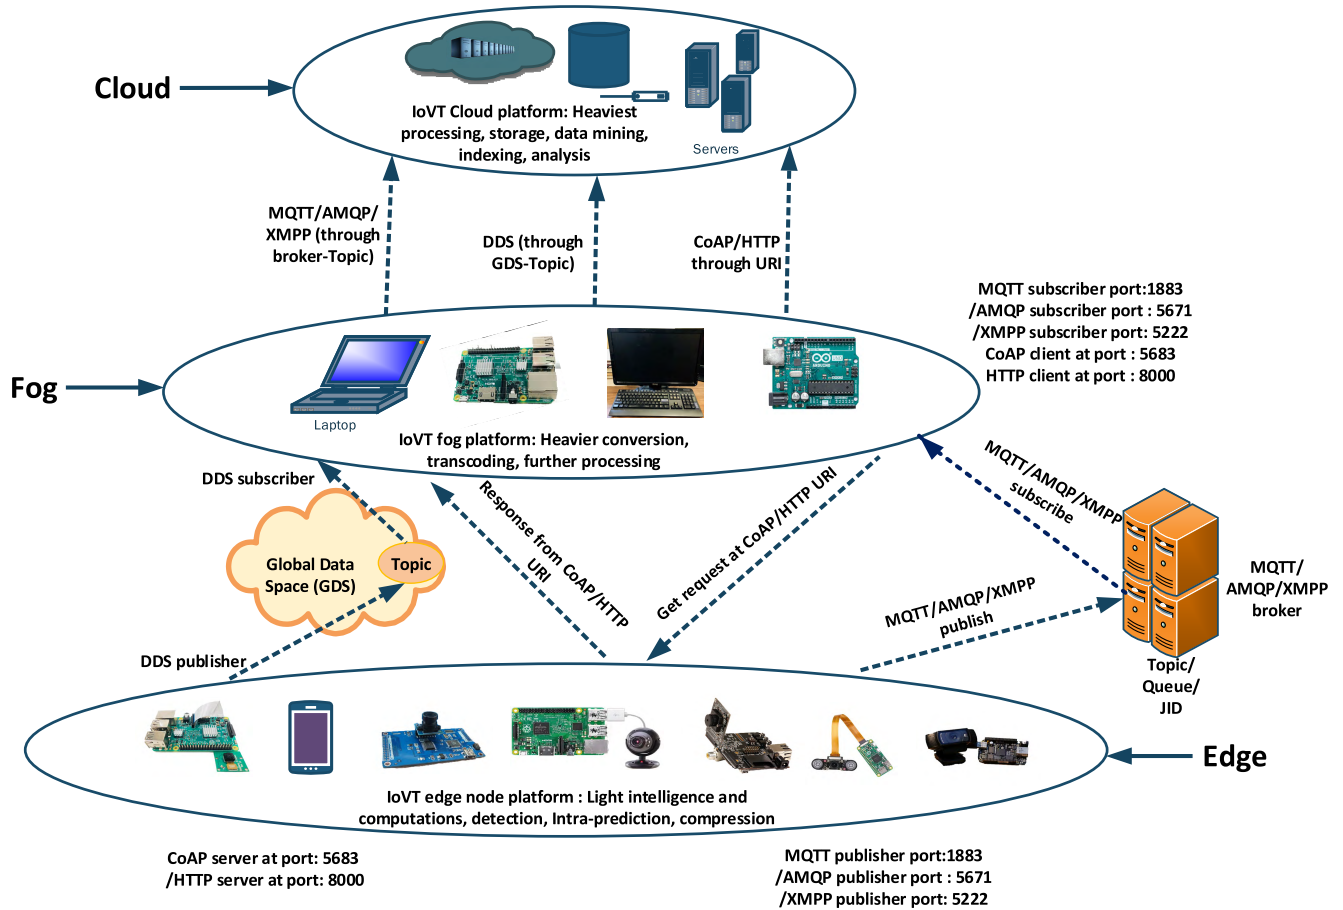 Cloud
IoVT Cloud platform: Heaviest
processing, storage, data mining,
indexing, analysis
Servers
MQTT/AMQP/
XMPP (through
broker-Topic)
DDS (through
GDS-Topic)
CoAP/HTTP
through URI
MQTT subscriber port:1883
/AMQP subscriber port : 5671
/XMPP subscriber port: 5222
CoAP client at port : 5683
HTTP client at port : 8000
Fog
Laptop
IoVT fog platform: Heavier conversion,
transcoding, further processing
DDS subscriber
Global Data
Space (GDS)
Topic
DDS publisher
Response from CoAP/HTTP
URI
Get request at CoAP/HTTP URI
MQTT/AMQP/XMPP
subscribe
MQTT/AMQP/XMPP
publish
MQTT/
AMQP/XMPP
broker
Topic/
Queue/
JID
Edge
IoVT edge node platform : Light intelligence and
computations, detection, Intra-prediction, compression
CoAP server at port: 5683
/HTTP server at port: 8000
MQTT publisher port:1883
/AMQP publisher port : 5671
/XMPP publisher port: 5222